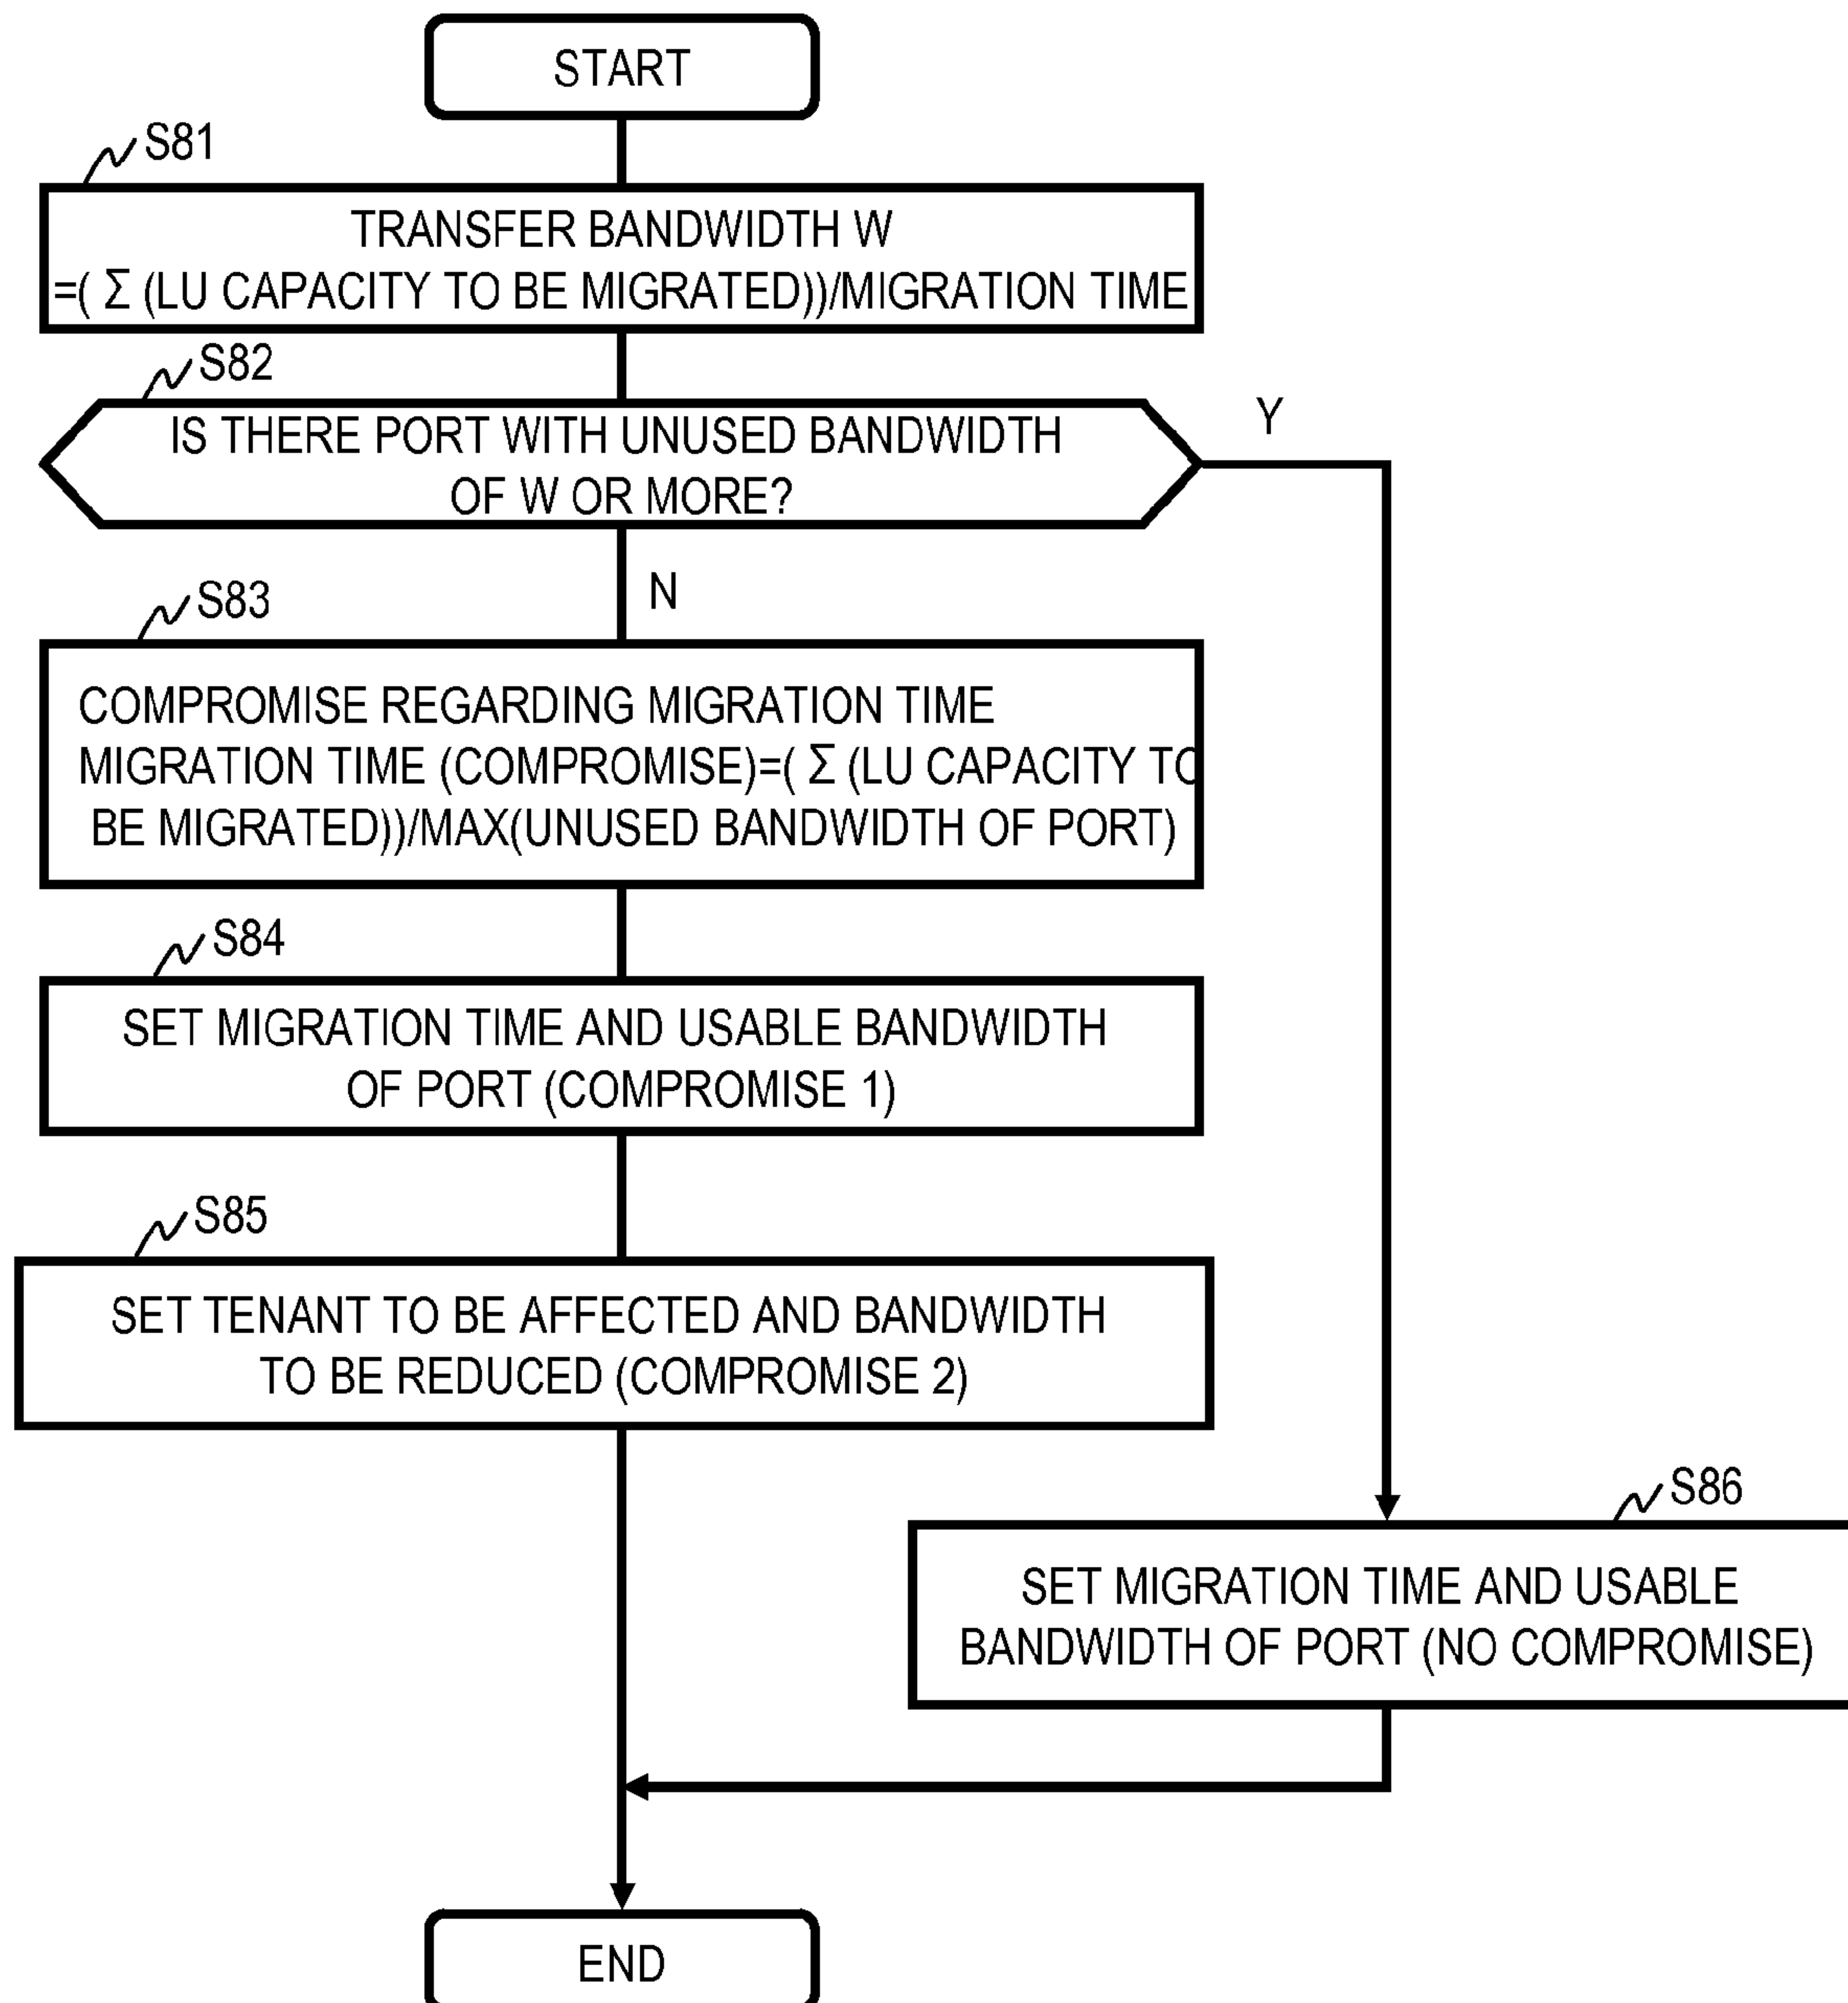 START
S81
TRANSFER BANDWIDTH W
=( Σ (LU CAPACITY TO BE MIGRATED))/MIGRATION TIME
S82
IS THERE PORT WITH UNUSED BANDWIDTH
OF W OR MORE?
Y
N
S83
COMPROMISE REGARDING MIGRATION TIME
MIGRATION TIME (COMPROMISE)=( Σ (LU CAPACITY TO
BE MIGRATED))/MAX(UNUSED BANDWIDTH OF PORT)
S84
SET MIGRATION TIME AND USABLE BANDWIDTH
OF PORT (COMPROMISE 1)
S85
SET TENANT TO BE AFFECTED AND BANDWIDTH
TO BE REDUCED (COMPROMISE 2)
S86
SET MIGRATION TIME AND USABLE
BANDWIDTH OF PORT (NO COMPROMISE)
END